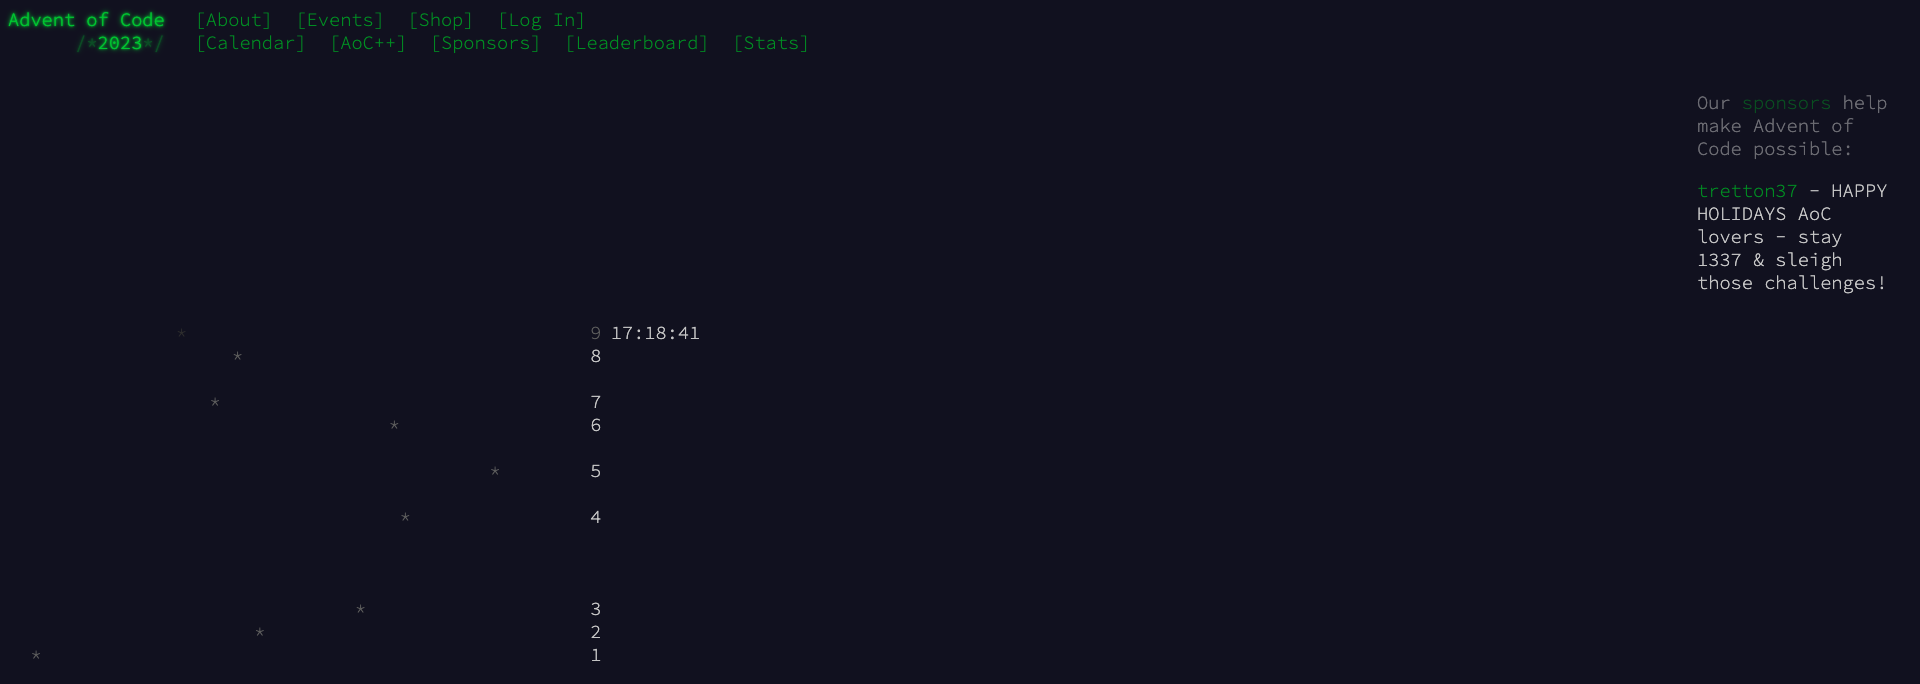 Advent of Code [About] [Events] [Shop] [Log In]
/*2023*/ [Calendar] [AoC++] [Sponsors] [Leaderboard] [Stats]
Our sponsors help
make Advent of
Code possible:
tretton37 - HAPPY
HOLIDAYS AoC
lovers - stay
1337 & sleigh
those challenges!
* 9 17:18:41
* 8
* 7
* 6
* 5
* 4
* 3
* 2
* 1